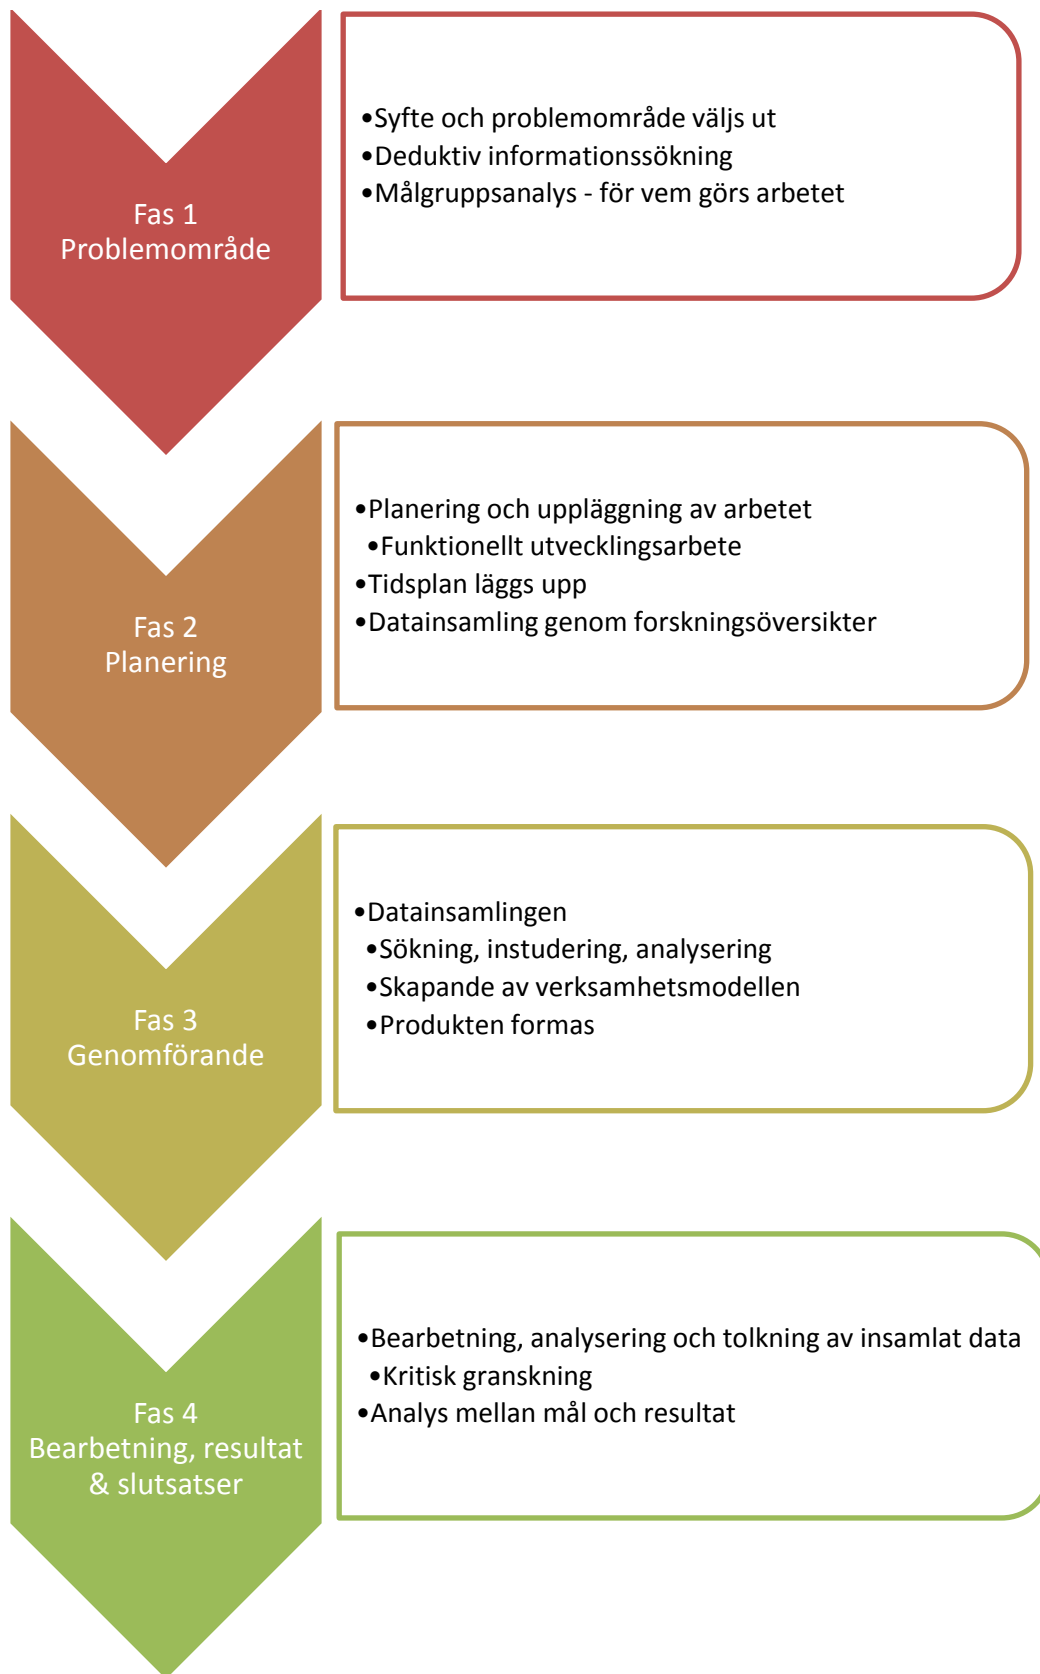 Fas 1
Problemområde
•Syfte och problemområde väljs ut
•Deduktiv informationssökning
•Målgruppsanalys - för vem görs arbetet
Fas 2
Planering
•Planering och uppläggning av arbetet
•Funktionellt utvecklingsarbete
•Tidsplan läggs upp
•Datainsamling genom forskningsöversikter
Fas 3
Genomförande
•Datainsamlingen
•Sökning, instudering, analysering
•Skapande av verksamhetsmodellen
•Produkten formas
Fas 4
Bearbetning, resultat
& slutsatser
•Bearbetning, analysering och tolkning av insamlat data
•Kritisk granskning
•Analys mellan mål och resultat